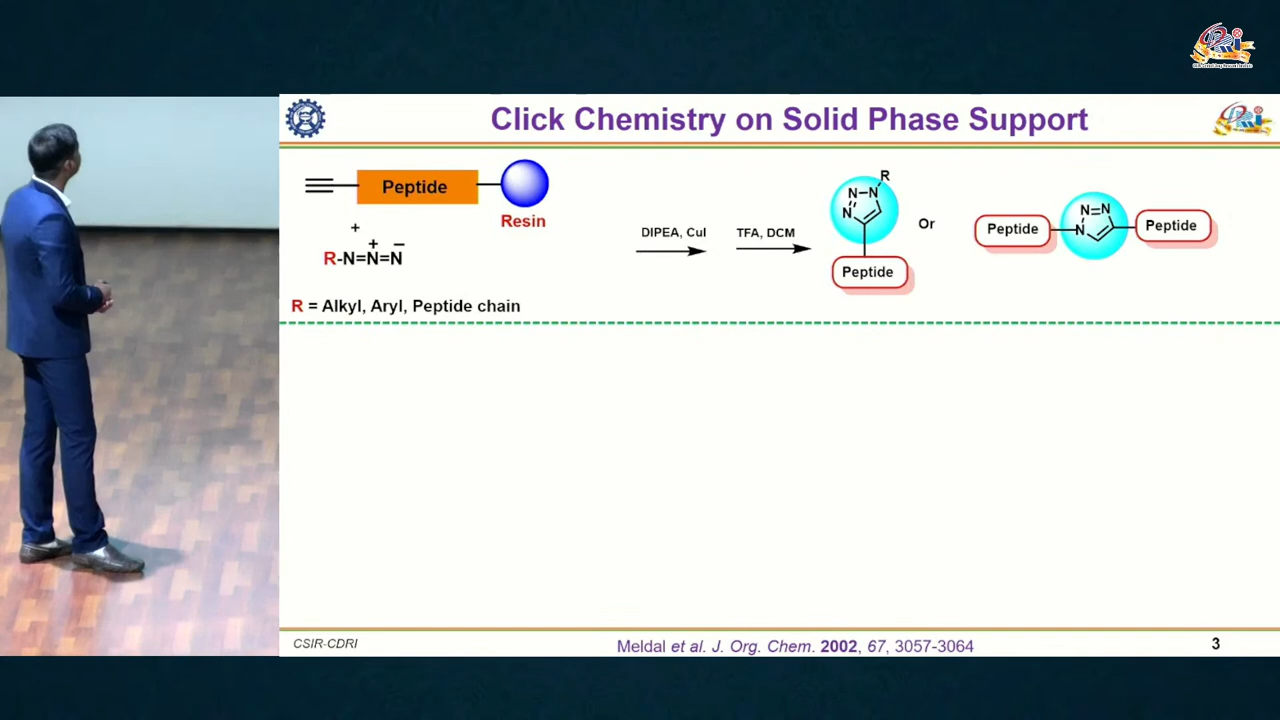 Click Chemistry on Solid Phase Support
Peptide
Resin
+
R-N=N=N
+ −
R = Alkyl, Aryl, Peptide chain
DIPEA, CuI
TFA, DCM
R
N=N
N
N
Peptide
Or
Peptide
N=N
N
Peptide
CSIR-CDRI
Meldal et al. J. Org. Chem. 2002, 67, 3057-3064
3